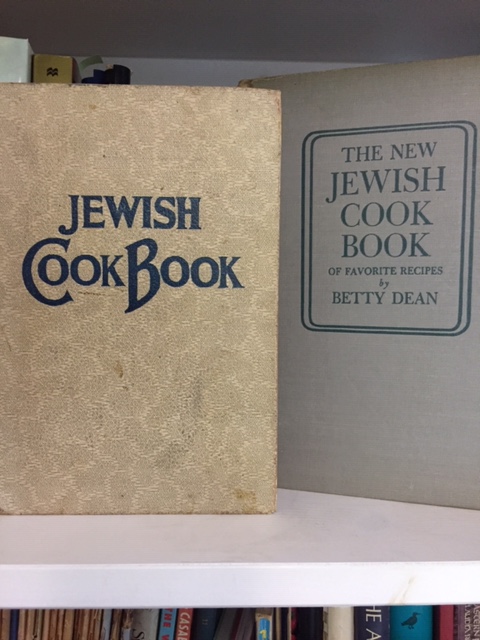 JEWISH
COOK BOOK
THE NEW
JEWISH
COOK
BOOK
OF FAVORITE RECIPES
by
BETTY DEAN